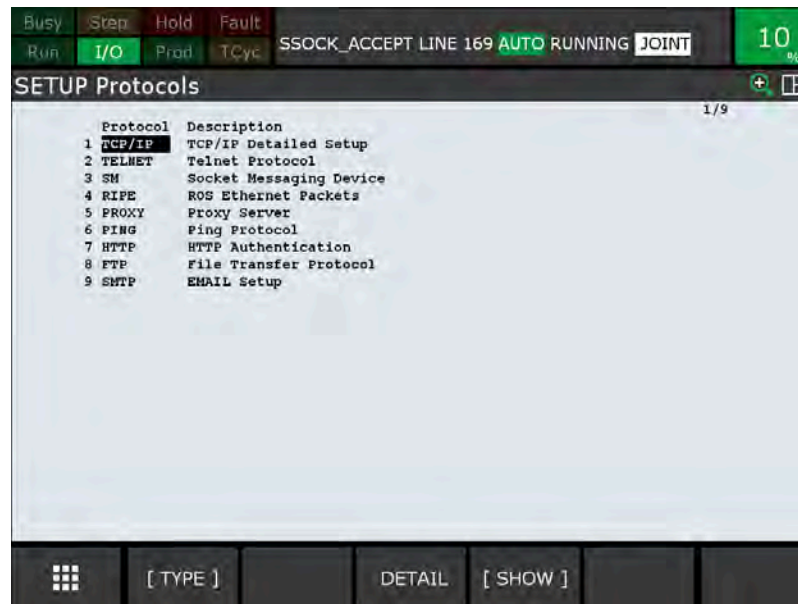 Busy Step Hold Fault
Run I/O Prod TCyc
SSOCK_ACCEPT LINE 169 AUTO RUNNING JOINT
10 %
SETUP Protocols
1/9
Protocol Description
1 TCP/IP TCP/IP Detailed Setup
2 TELNET Telnet Protocol
3 SM Socket Messaging Device
4 RIPE ROS Ethernet Packets
5 PROXY Proxy Server
6 PING Ping Protocol
7 HTTP HTTP Authentication
8 FTP File Transfer Protocol
9 SMTP EMAIL Setup
[ TYPE ] DETAIL [ SHOW ]